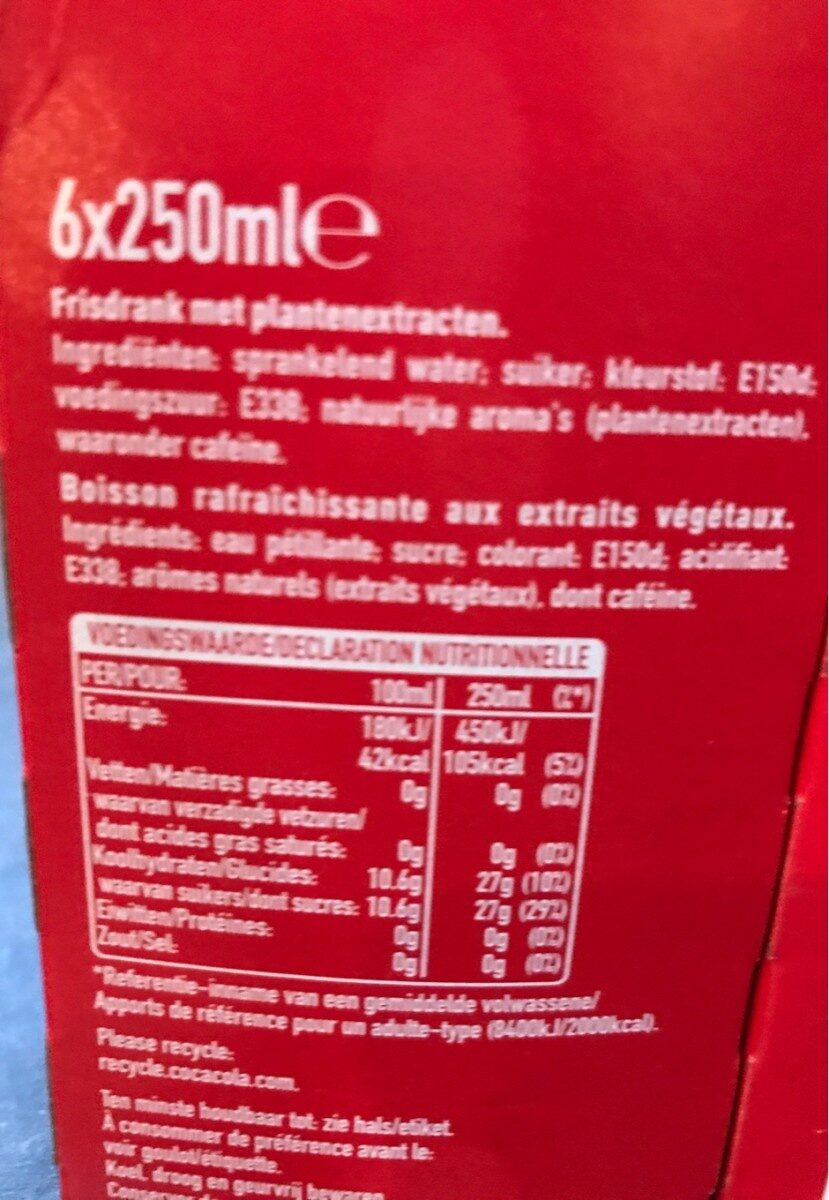 6x250mle
Frisdrank met plantenextracten.
Ingrediënten: sprankelend water; suiker; kleurstof: E150d;
voedingszuur: E338; natuurlijke aroma's (plantenextracten),
waaronder cafeïne.
Boisson rafraîchissante aux extraits végétaux.
Ingrédients: eau pétillante; sucre; colorant: E150d; acidifiant:
E338; arômes naturels (extraits végétaux), dont caféine.
VOEDINGSWAARDE/DECLARATION NUTRITIONNELLE
PER/POUR: 100ml 250ml (%*)
Energie: 180kJ/ 450kJ/
42kcal 105kcal (5%)
Vetten/Matières grasses: 0g 0g (0%)
waarvan verzadigde vetzuren/
dont acides gras saturés: 0g 0g (0%)
Koolhydraten/Glucides: 10.6g 27g (10%)
waarvan suikers/dont sucres: 10.6g 27g (29%)
Eiwitten/Protéines: 0g 0g (0%)
Zout/Sel: 0g 0g (0%)
*Referentie-inname van een gemiddelde volwassene/
Apports de référence pour un adulte-type (8400kJ/2000kcal).
Please recycle:
recycle.cocacola.com.
Ten minste houdbaar tot: zie hals/etiket.
À consommer de préférence avant le:
voir goulot/étiquette.
Koel, droog en geurvrij bewaren